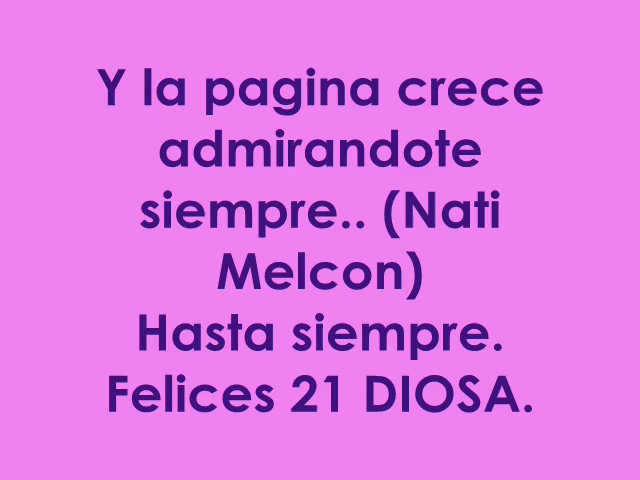 Y la pagina crece
admirandote
siempre.. (Nati
Melcon)
Hasta siempre.
Felices 21 DIOSA.